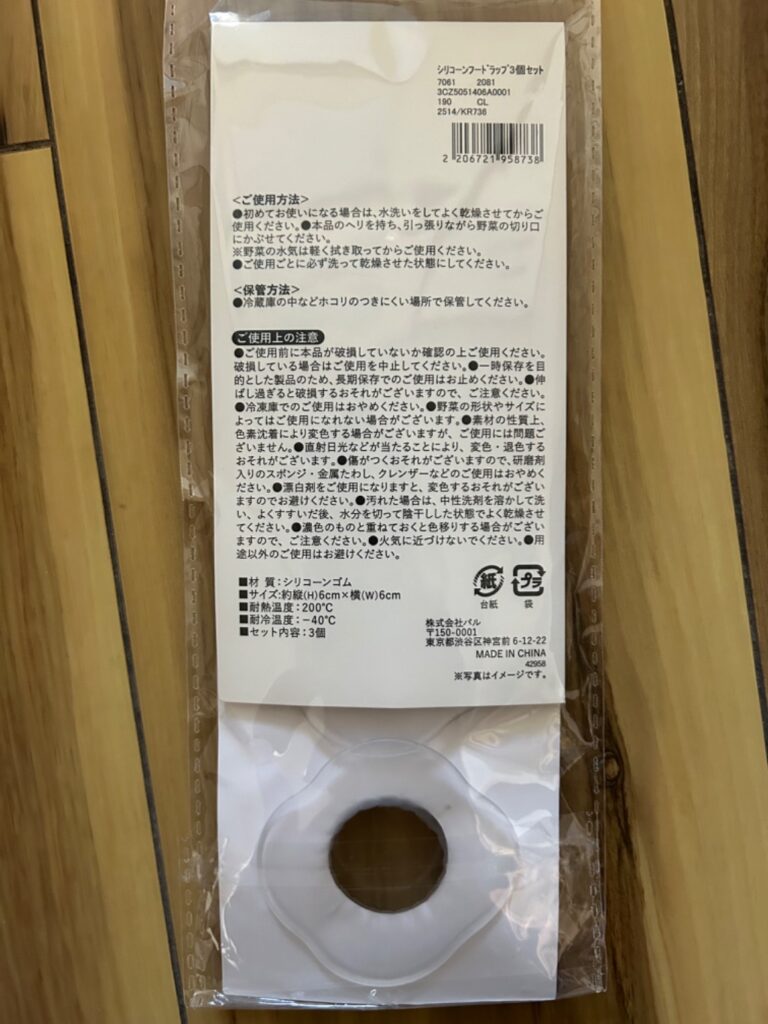 シリコーンフードラップ3個セット
7061 2081
3CZ5051406A0001
190 CL
2514/KR736
2 206721 958738
<ご使用方法>
●初めてお使いになる場合は、水洗いをしてよく乾燥させてからご
使用ください。●本品のヘリを持ち、引っ張りながら野菜の切り口
にかぶせてください。
※野菜の水気は軽く拭き取ってからご使用ください。
●ご使用ごとに必ず洗って乾燥させた状態にしてください。
<保管方法>
●冷蔵庫の中などホコリのつきにくい場所で保管してください。
ご使用上の注意
●ご使用前に本品が破損していないか確認の上ご使用ください。
破損している場合はご使用を中止してください。●一時保存を目
的とした製品のため、長期保存でのご使用はお止めください。●伸
ばし過ぎると破損するおそれがございますので、ご注意ください。
●冷凍庫でのご使用はおやめください。●野菜の形状やサイズに
よってはご使用になれない場合がございます。●素材の性質上、
色素沈着により変色する場合がございますが、ご使用には問題ご
ざいません。●直射日光などが当たることにより、変色・退色する
おそれがございます。●傷がつくおそれがございますので、研磨剤
入りのスポンジ・金属たわし、クレンザーなどのご使用はおやめく
ださい。●漂白剤をご使用になりますと、変色するおそれがござい
ますのでお避けください。●汚れた場合は、中性洗剤を溶かして洗
い、よくすすいだ後、水分を切って陰干しした状態でよく乾燥させ
てください。●濃色のものと重ねておくと色移りする場合がござい
ますので、ご注意ください。●火気に近づけないでください。●用
途以外のご使用はお避けください。
■材 質:シリコーンゴム
■サイズ:約縦(H)6cm×横(W)6cm
■耐熱温度:200℃
■耐冷温度:−40℃
■セット内容:3個
紙 プラ
台紙 袋
株式会社パル
〒150-0001
東京都渋谷区神宮前 6-12-22
MADE IN CHINA
42958
※写真はイメージです。